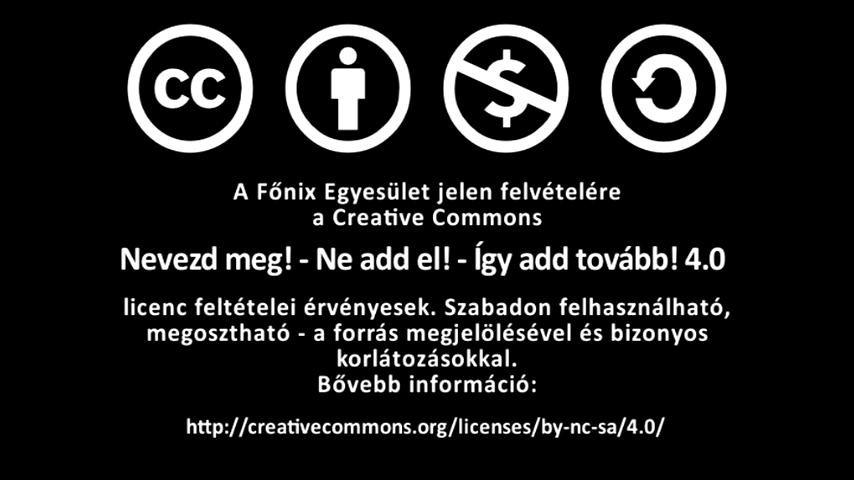 cc
$
A Főnix Egyesület jelen felvételére
a Creative Commons
Nevezd meg! - Ne add el! - Így add tovább! 4.0
licenc feltételei érvényesek. Szabadon felhasználható,
megosztható - a forrás megjelölésével és bizonyos
korlátozásokkal.
Bővebb információ:
http://creativecommons.org/licenses/by-nc-sa/4.0/